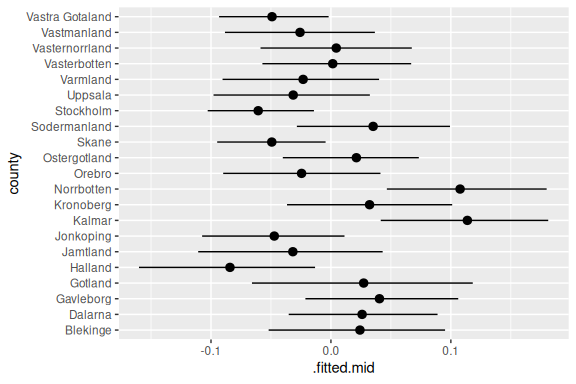 Vastra Gotaland
Vastmanland
Vasternorrland
Vasterbotten
Varmland
Uppsala
Stockholm
Sodermanland
Skane
Ostergotland
Orebro
Norrbotten
Kronoberg
Kalmar
Jonkoping
Jamtland
Halland
Gotland
Gavleborg
Dalarna
Blekinge
county
-0.1 0.0 0.1
.fitted.mid